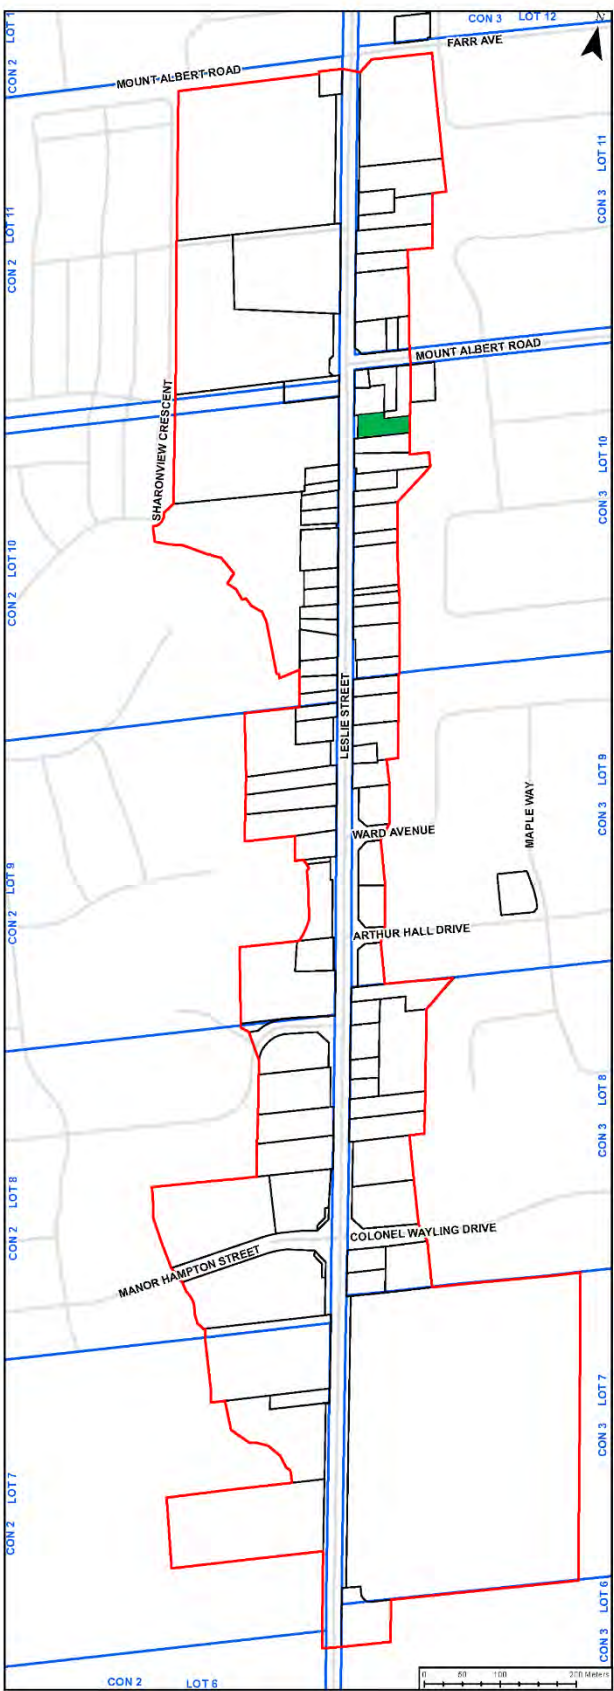 CON 3 LOT 12
N
CON 2 LOT 1
FARR AVE
MOUNT ALBERT ROAD
CON 3 LOT 11
CON 2 LOT 11
MOUNT ALBERT ROAD
SHARONVIEW CRESCENT
CON 3 LOT 10
CON 2 LOT 10
LESLIE STREET
CON 3 LOT 9
MAPLE WAY
WARD AVENUE
CON 2 LOT 9
ARTHUR HALL DRIVE
CON 3 LOT 8
CON 2 LOT 8
COLONEL WAYLING DRIVE
MANOR HAMPTON STREET
CON 3 LOT 7
CON 2 LOT 7
CON 3 LOT 6
0 50 100 200 Meters
CON 2 LOT 6